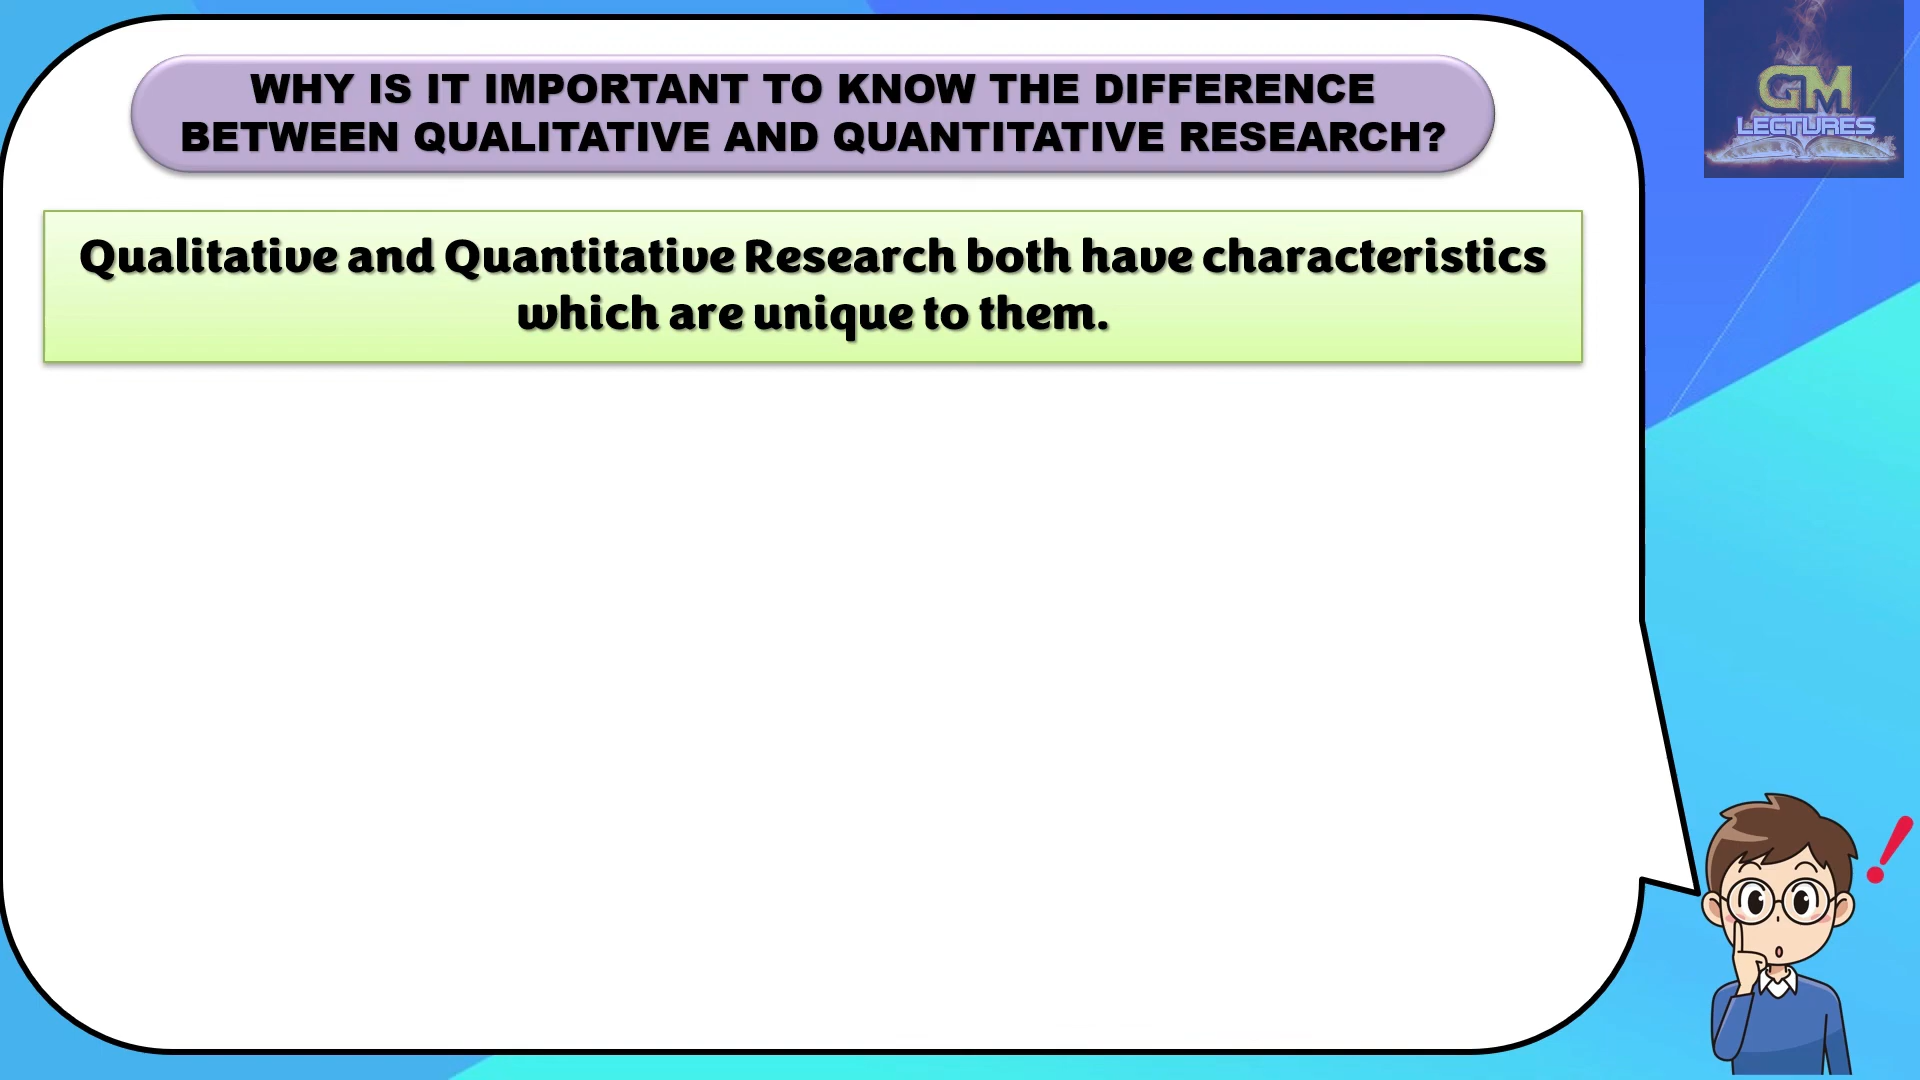 WHY IS IT IMPORTANT TO KNOW THE DIFFERENCE
BETWEEN QUALITATIVE AND QUANTITATIVE RESEARCH?
GM
LECTURES
Qualitative and Quantitative Research both have characteristics
which are unique to them.